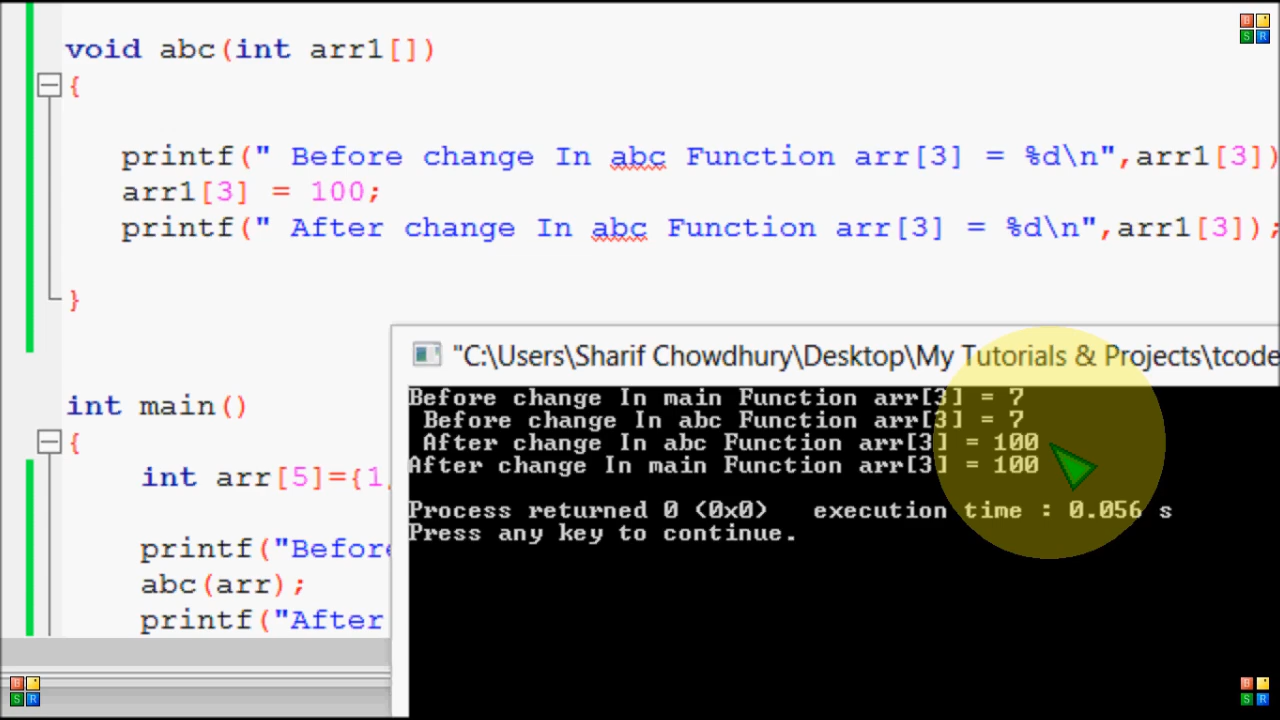 void abc(int arr1[])
{
printf(" Before change In abc Function arr[3] = %d\n",arr1[3])
arr1[3] = 100;
printf(" After change In abc Function arr[3] = %d\n",arr1[3]);
}
int main()
{
int arr[5]={1,
printf("Before
abc(arr);
printf("After
"C:\Users\Sharif Chowdhury\Desktop\My Tutorials & Projects\tcode
Before change In main Function arr[3] = 7
Before change In abc Function arr[3] = 7
After change In abc Function arr[3] = 100
After change In main Function arr[3] = 100
Process returned 0 (0x0)   execution time : 0.056 s
Press any key to continue.
B
S R
B
S R
B
S R